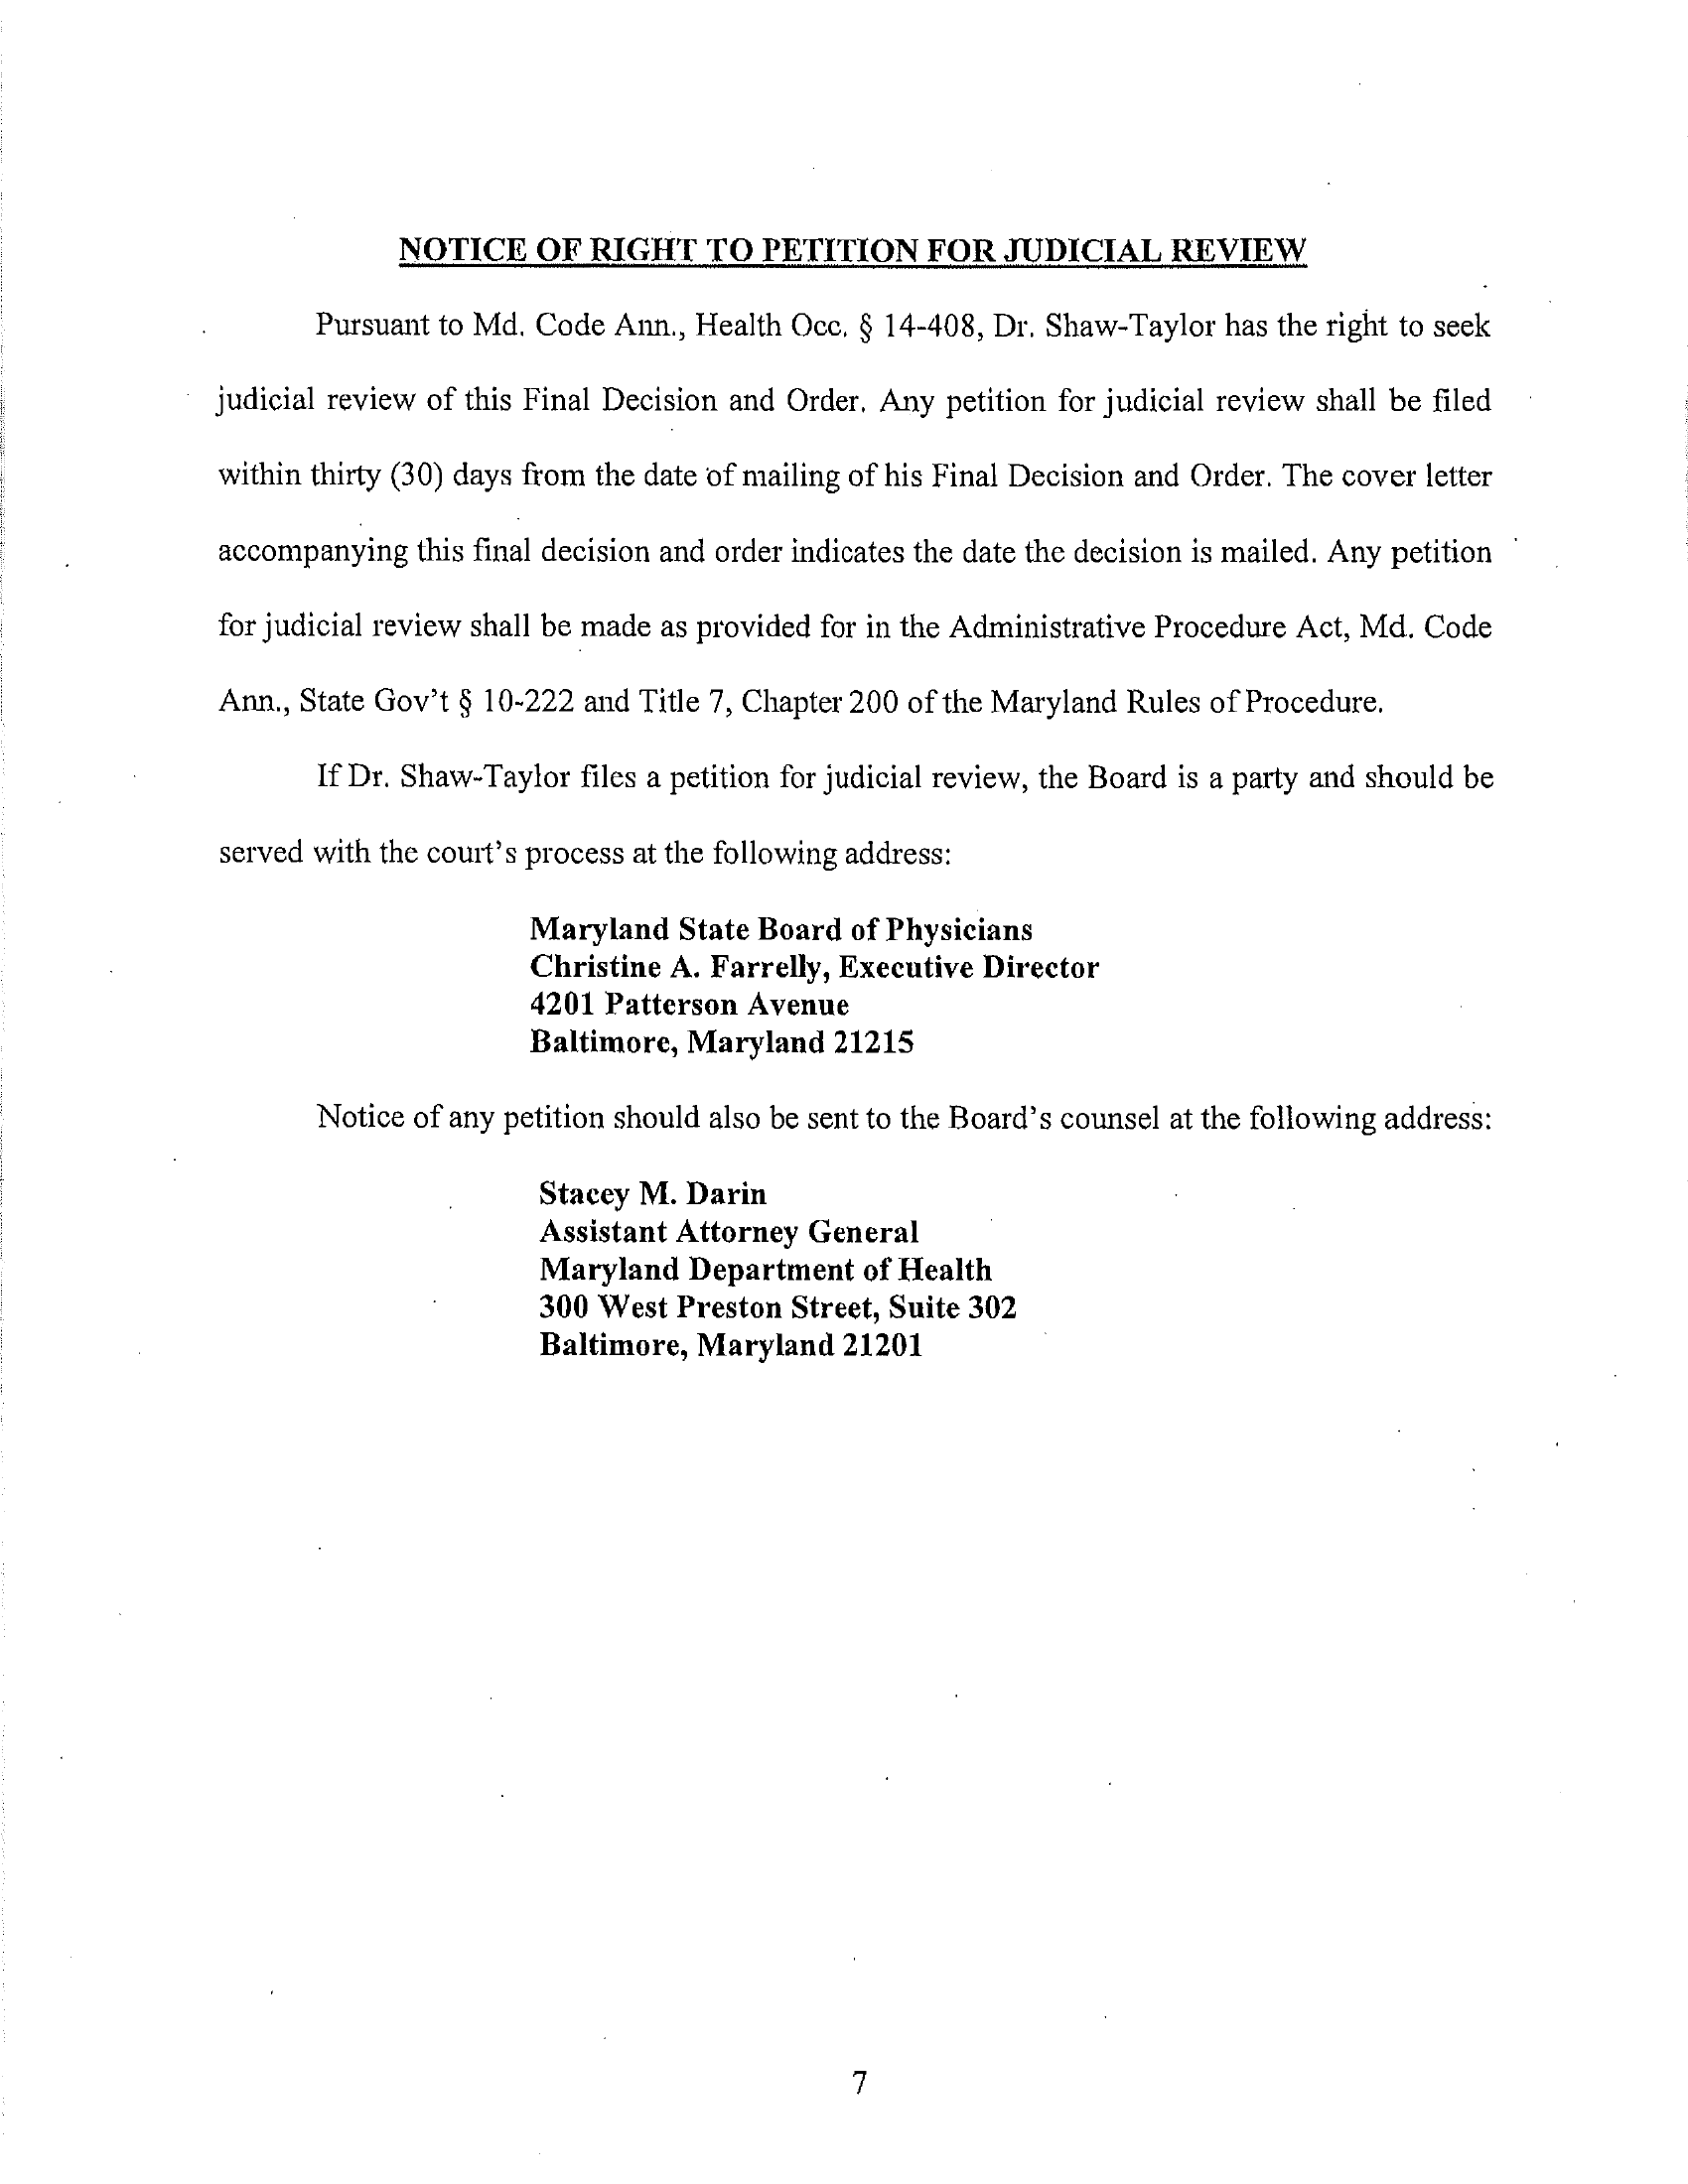 NOTICE OF RIGHT TO PETITION FOR JUDICIAL REVIEW
Pursuant to Md. Code Ann., Health Occ. § 14-408, Dr. Shaw-Taylor has the right to seek
judicial review of this Final Decision and Order. Any petition for judicial review shall be filed
within thirty (30) days from the date of mailing of his Final Decision and Order. The cover letter
accompanying this final decision and order indicates the date the decision is mailed. Any petition
for judicial review shall be made as provided for in the Administrative Procedure Act, Md. Code
Ann., State Gov't § 10-222 and Title 7, Chapter 200 of the Maryland Rules of Procedure.
If Dr. Shaw-Taylor files a petition for judicial review, the Board is a party and should be
served with the court's process at the following address:
Maryland State Board of Physicians
Christine A. Farrelly, Executive Director
4201 Patterson Avenue
Baltimore, Maryland 21215
Notice of any petition should also be sent to the Board's counsel at the following address:
Stacey M. Darin
Assistant Attorney General
Maryland Department of Health
300 West Preston Street, Suite 302
Baltimore, Maryland 21201
7